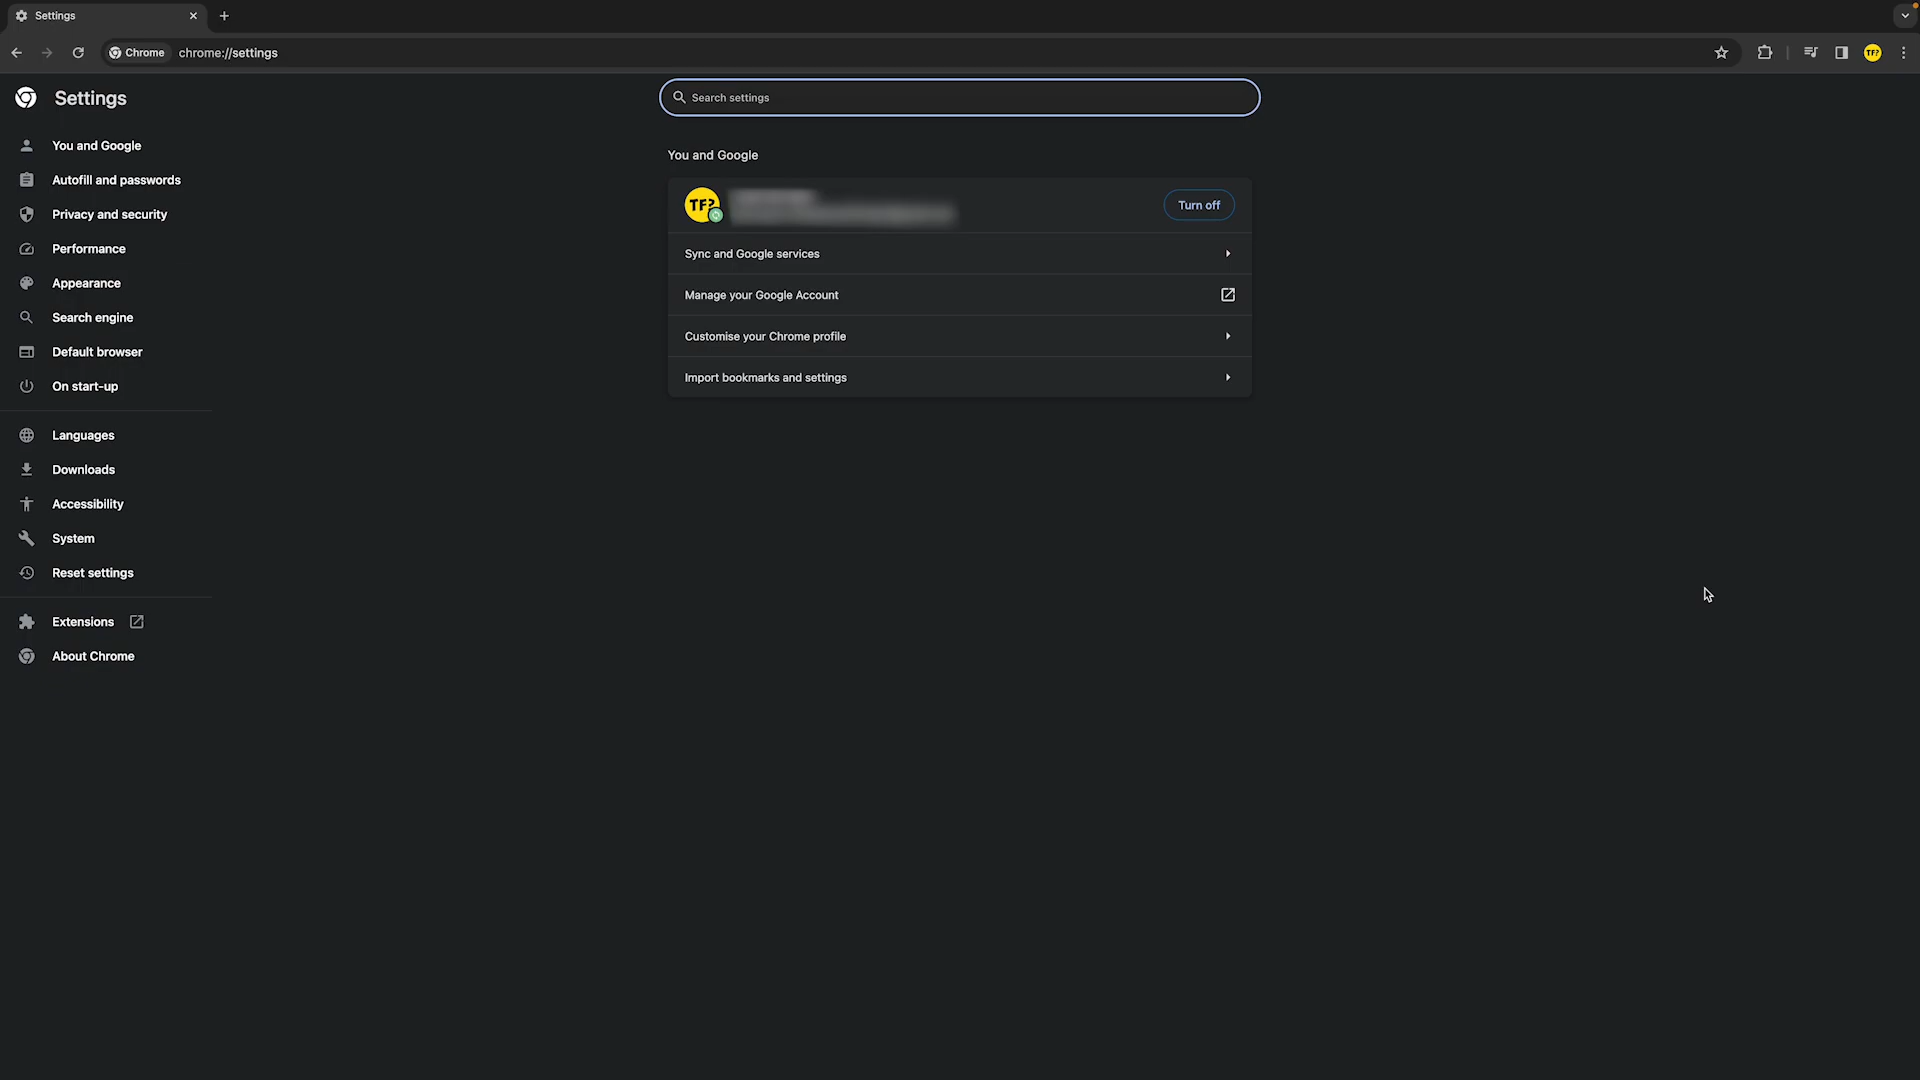 Settings
Chrome
chrome://settings
TF?
Settings
Search settings
You and Google
Autofill and passwords
Privacy and security
Performance
Appearance
Search engine
Default browser
On start-up
Languages
Downloads
Accessibility
System
Reset settings
Extensions
About Chrome
You and Google
TF?
Turn off
Sync and Google services
Manage your Google Account
Customise your Chrome profile
Import bookmarks and settings